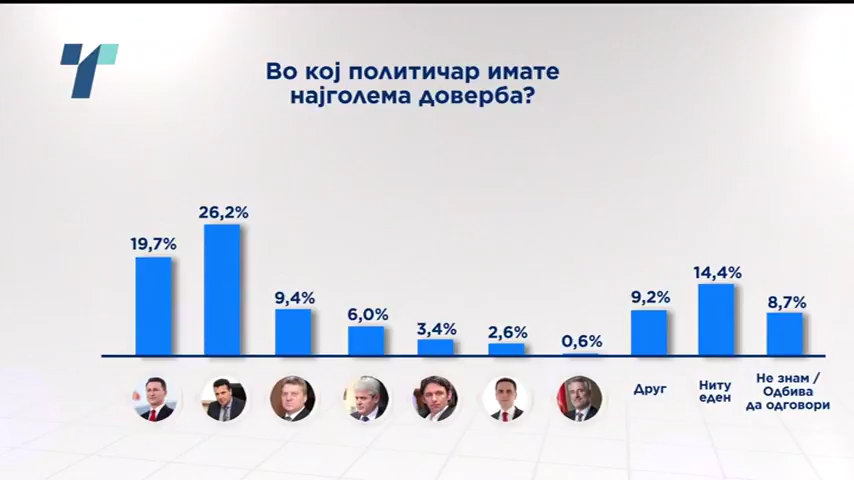 Во кој политичар имате
најголема доверба?
19,7%
26,2%
9,4%
6,0%
3,4%
2,6%
0,6%
9,2%
14,4%
8,7%
Друг
Ниту
еден
Не знам /
Одбива
да одговори